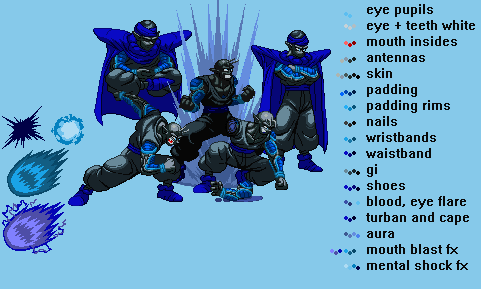 eye pupils
eye + teeth white
mouth insides
antennas
skin
padding
padding rims
nails
wristbands
waistband
gi
shoes
blood, eye flare
turban and cape
aura
mouth blast fx
mental shock fx